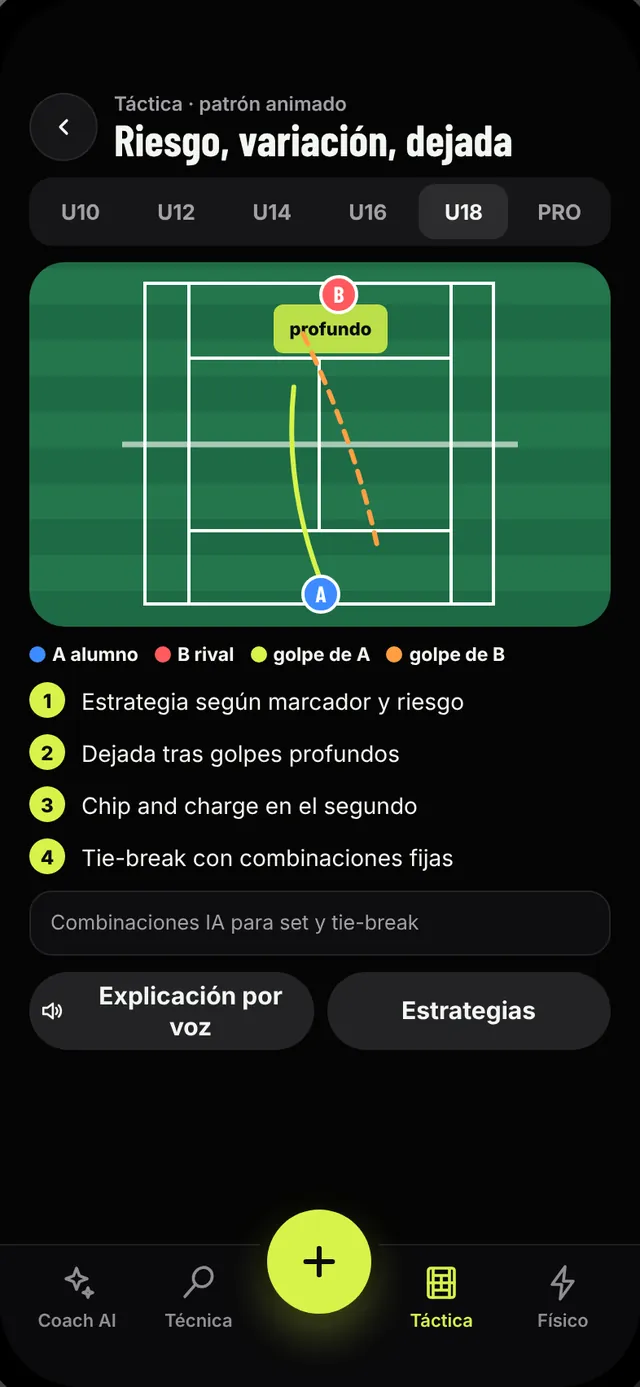 Táctica · patrón animado
Riesgo, variación, dejada
U10 U12 U14 U16 U18 PRO
B
profundo
A
A alumno B rival golpe de A golpe de B
1 Estrategia según marcador y riesgo
2 Dejada tras golpes profundos
3 Chip and charge en el segundo
4 Tie-break con combinaciones fijas
Combinaciones IA para set y tie-break
Explicación por
voz
Estrategias
Coach AI Técnica Táctica Físico